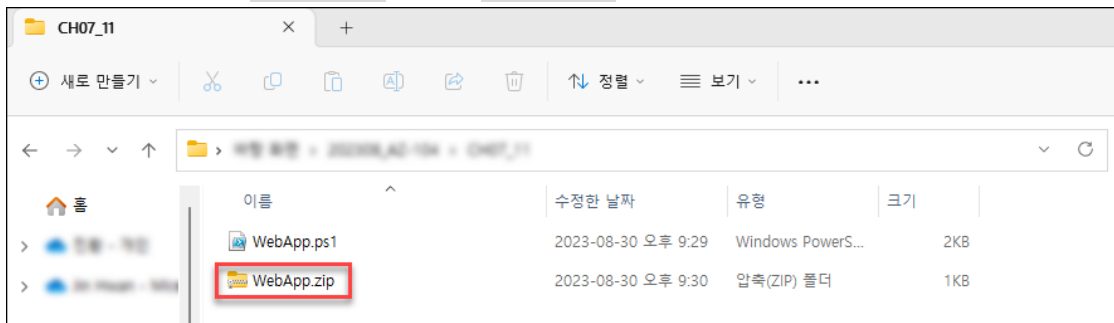 CH07_11
새로 만들기
정렬
보기
홈
이름 수정한 날짜 유형 크기
WebApp.ps1 2023-08-30 오후 9:29 Windows PowerS... 2KB
WebApp.zip 2023-08-30 오후 9:30 압축(ZIP) 폴더 1KB